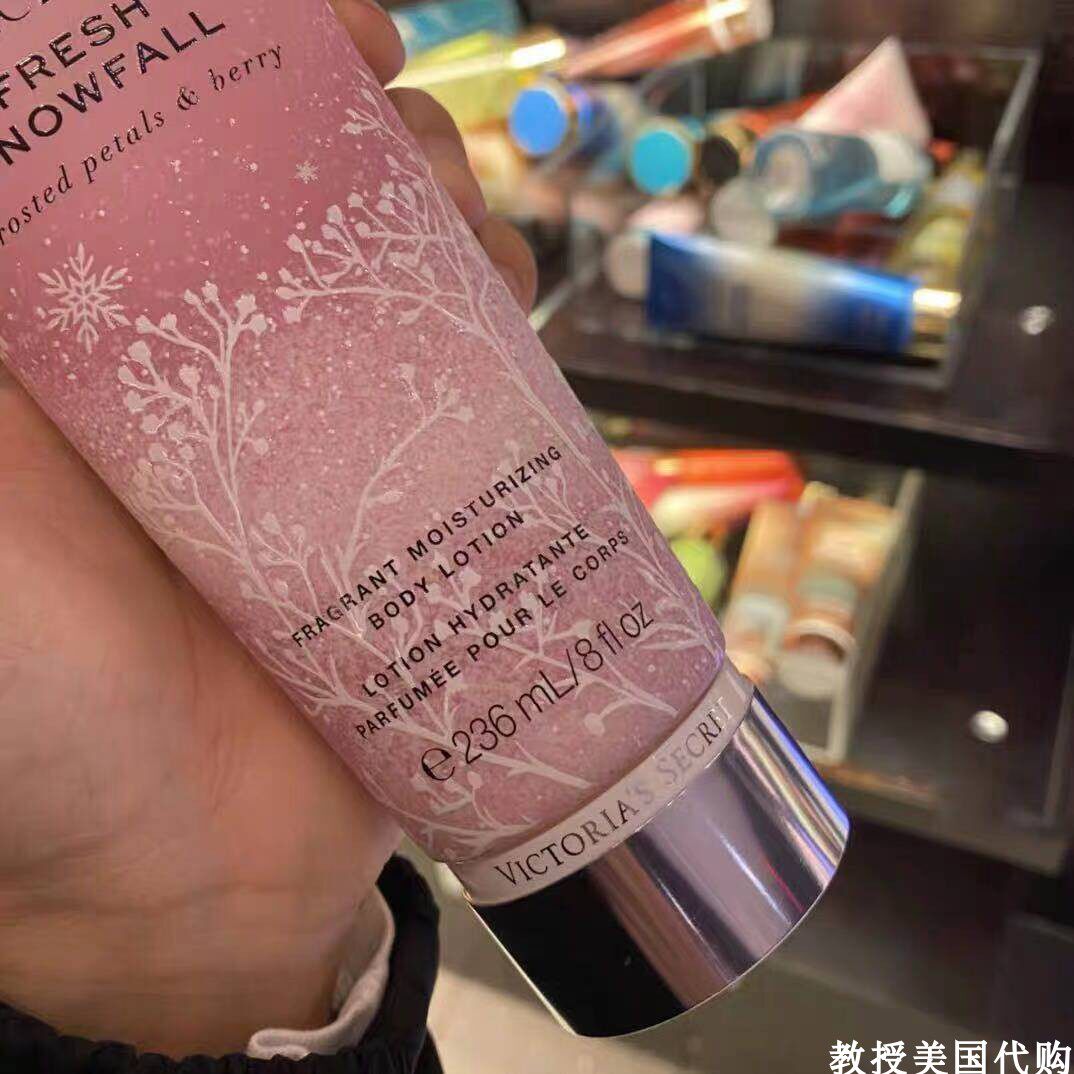 FRESH
NOWFALL
rosted petals & berry
FRAGRANT MOISTURIZING
BODY LOTION
LOTION HYDRATANTE
PARFUMÉE POUR LE CORPS
℮ 236 mL/8 fl oz
VICTORIA'S SECRET
教授美国代购